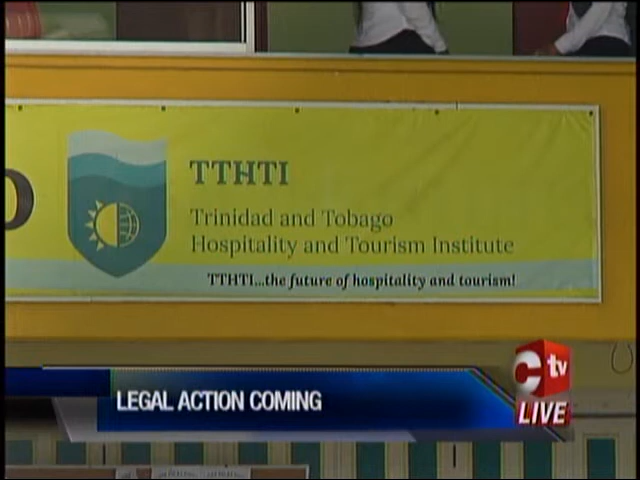 TTHTI
Trinidad and Tobago
Hospitality and Tourism Institute
TTHTI...the future of hospitality and tourism!
LEGAL ACTION COMING
C tv
LIVE